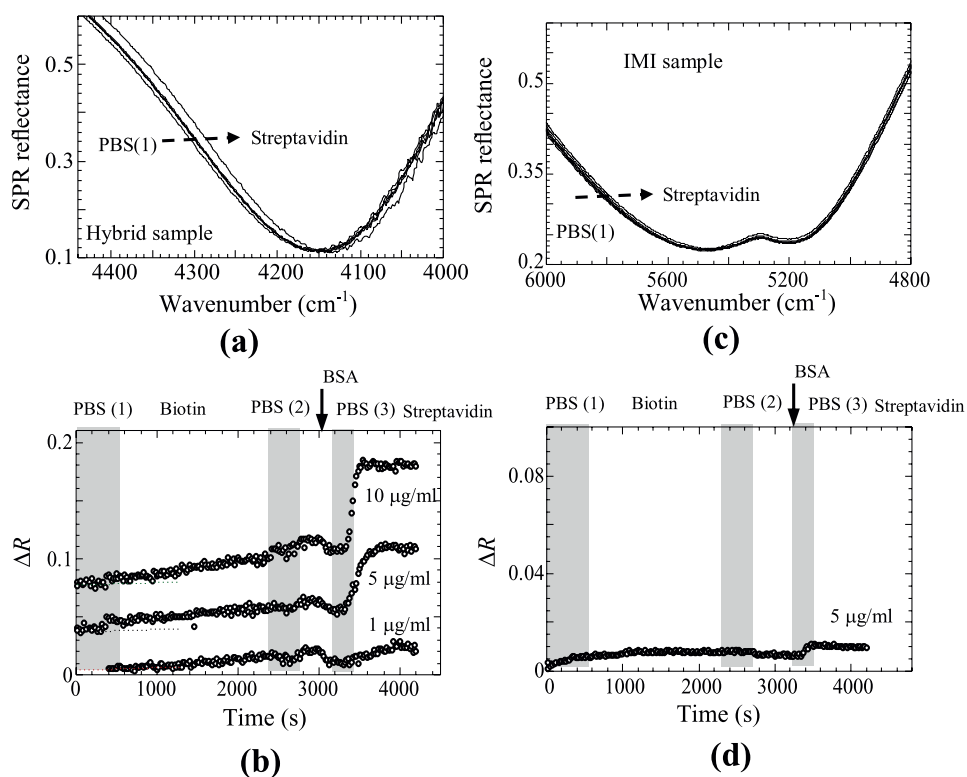 0.5
0.3
0.1
SPR reflectance
PBS(1)
Streptavidin
Hybrid sample
4400 4300 4200 4100 4000
Wavenumber (cm-1)
(a)
IMI sample
0.5
0.35
0.2
SPR reflectance
Streptavidin
PBS(1)
6000 5600 5200 4800
Wavenumber (cm-1)
(c)
BSA
PBS (1) Biotin PBS (2) PBS (3) Streptavidin
0.2
0.1
0
ΔR
10 μg/ml
5 μg/ml
1 μg/ml
0 1000 2000 3000 4000
Time (s)
(b)
BSA
PBS (1) Biotin PBS (2) PBS (3) Streptavidin
0.08
0.04
0
ΔR
5 μg/ml
0 1000 2000 3000 4000
Time (s)
(d)